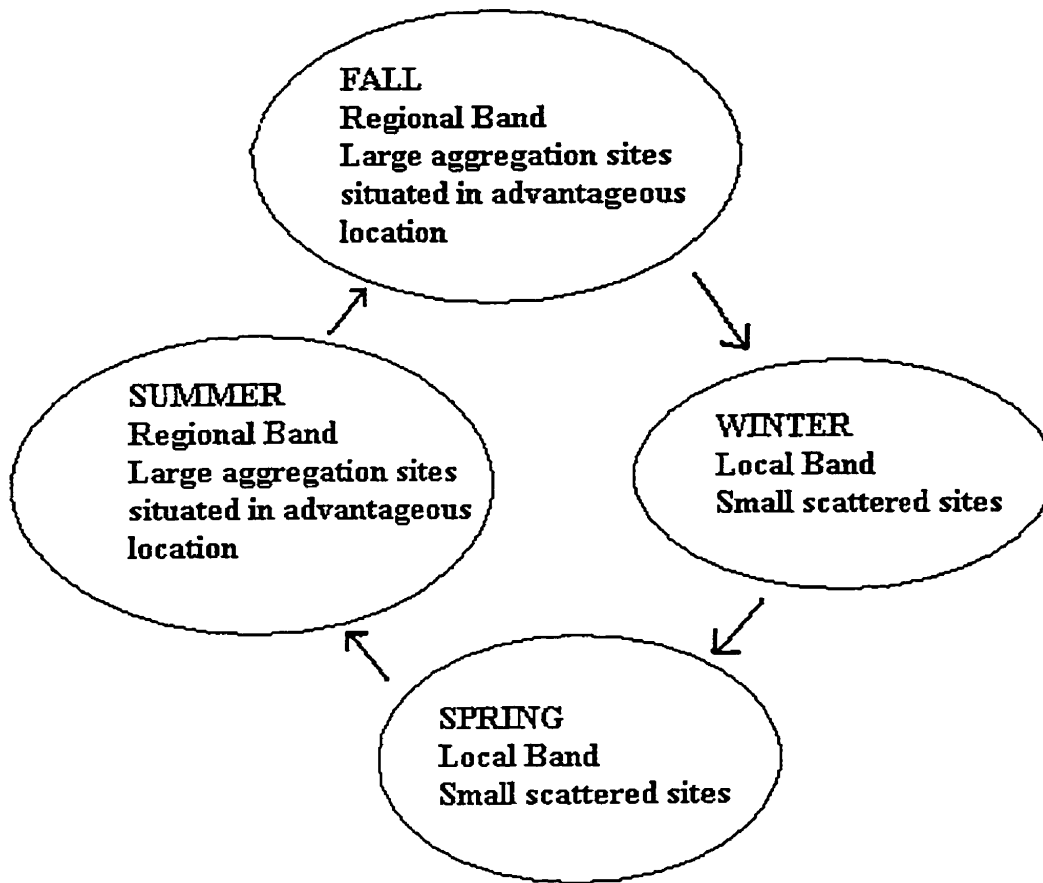 FALL
Regional Band
Large aggregation sites
situated in advantageous
location
SUMMER
Regional Band
Large aggregation sites
situated in advantageous
location
WINTER
Local Band
Small scattered sites
SPRING
Local Band
Small scattered sites